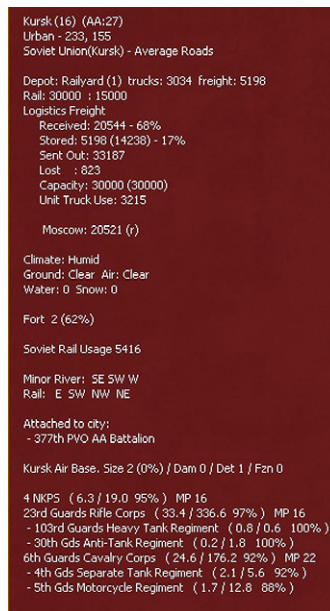 Kursk (16) (AA:27)
Urban - 233, 155
Soviet Union(Kursk) - Average Roads
Depot: Railyard (1) trucks: 3034 freight: 5198
Rail: 30000 : 15000
Logistics Freight
Received: 20544 - 68%
Stored: 5198 (14238) - 17%
Sent Out: 33187
Lost : 823
Capacity: 30000 (30000)
Unit Truck Use: 3215
Moscow: 20521 (r)
Climate: Humid
Ground: Clear Air: Clear
Water: 0 Snow: 0
Fort 2 (62%)
Soviet Rail Usage 5416
Minor River: SE SW W
Rail: E SW NW NE
Attached to city:
- 377th PVO AA Battalion
Kursk Air Base. Size 2 (0%) / Dam 0 / Det 1 / Fzn 0
4 NKPS ( 6.3 / 19.0 95% ) MP 16
23rd Guards Rifle Corps ( 33.4 / 336.6 97% ) MP 16
- 103rd Guards Heavy Tank Regiment ( 0.8 / 0.6 100% )
- 30th Gds Anti-Tank Regiment ( 0.2 / 1.8 100% )
6th Guards Cavalry Corps ( 24.6 / 176.2 92% ) MP 22
- 4th Gds Separate Tank Regiment ( 2.1 / 5.6 92% )
- 5th Gds Motorcycle Regiment ( 1.7 / 12.8 88% )